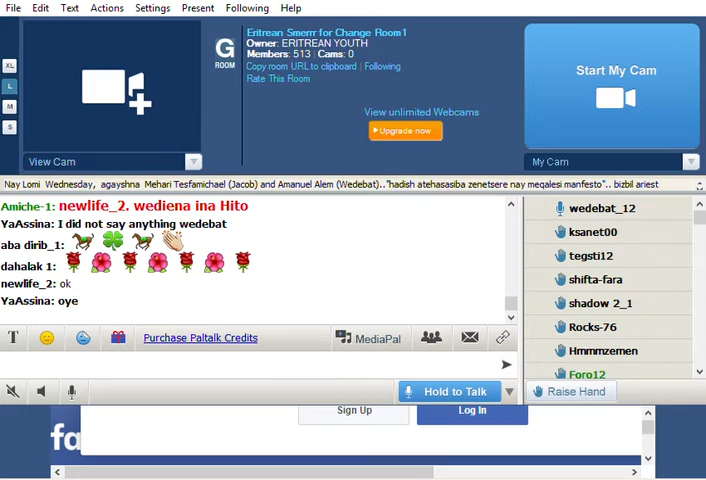 File Edit Text Actions Settings Present Following Help
XL
L
M
S
View Cam
G
ROOM
Eritrean Smerrr for Change Room1
Owner: ERITREAN YOUTH
Members: 513 | Cams: 0
Copy room URL to clipboard | Following
Rate This Room
View unlimited Webcams
Upgrade now
Start My Cam
My Cam
Nay Lomi Wednesday, agayshna Mehari Tesfamichael (Jacob) and Amanuel Alem (Wedebat).."hadish atehasasiba zenetsere nay meqalesi manfesto".. bizbil ariest
Amiche-1: newlife_2. wediena ina Hito
YaAssina: I did not say anything wedebat
aba dirib_1:
dahalak 1:
newlife_2: ok
YaAssina: oye
wedebat_12
ksanet00
tegsti12
shifta-fara
shadow 2_1
Rocks-76
Hmmmzemen
Foro12
T Purchase Paltalk Credits MediaPal
Hold to Talk
Raise Hand
fa
Sign Up Log In